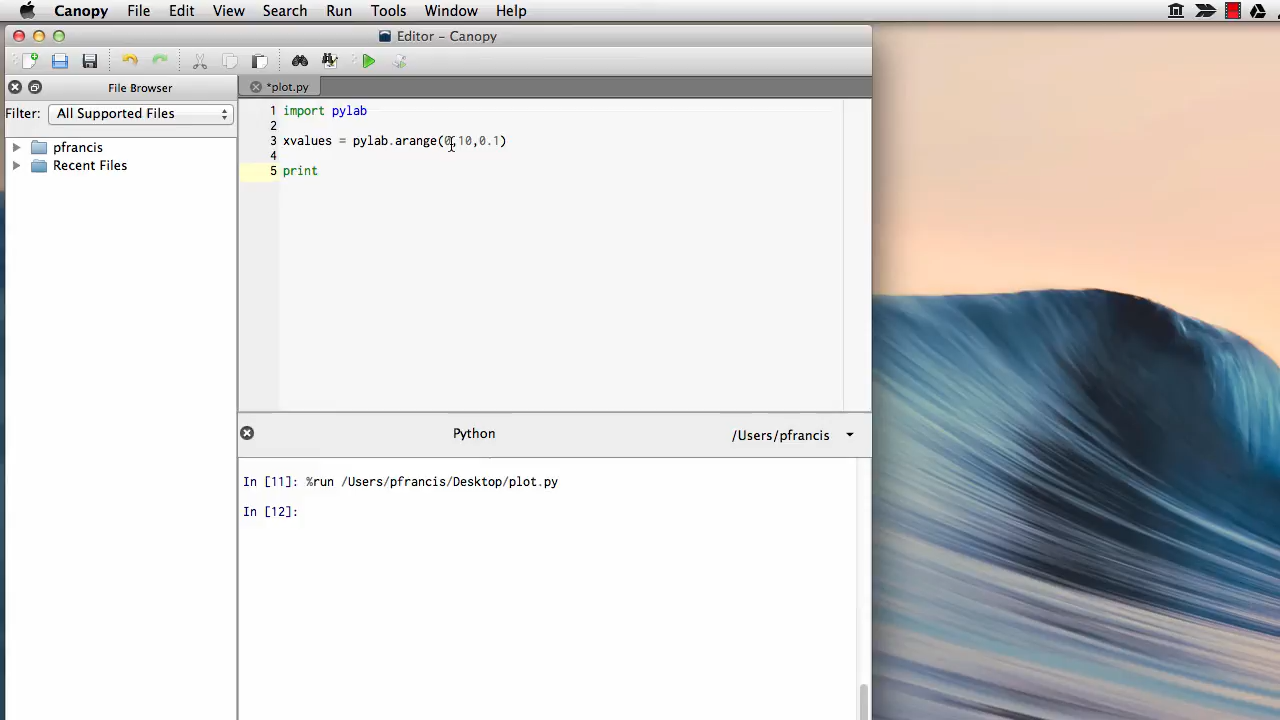 Canopy File Edit View Search Run Tools Window Help
Editor – Canopy
File Browser
*plot.py
Filter: All Supported Files
pfrancis
Recent Files
1 import pylab
2
3 xvalues = pylab.arange(0,10,0.1)
4
5 print
Python
/Users/pfrancis
In [11]: %run /Users/pfrancis/Desktop/plot.py
In [12]: